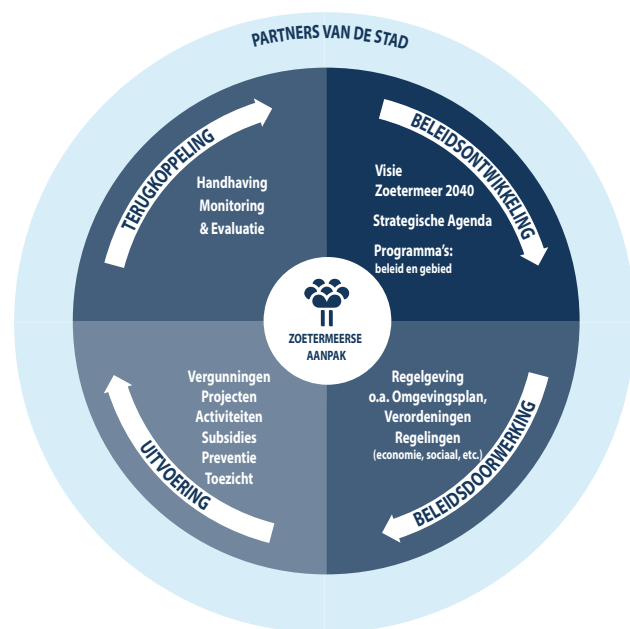 PARTNERS VAN DE STAD
TERUGKOPPELING
Handhaving
Monitoring
& Evaluatie
BELEIDSONTWIKKELING
Visie
Zoetermeer 2040
Strategische Agenda
Programma's:
beleid en gebied
ZOETERMEERSE
AANPAK
Vergunningen
Projecten
Activiteiten
Subsidies
Preventie
Toezicht
UITVOERING
Regelgeving
o.a. Omgevingsplan,
Verordeningen
Regelingen
(economie, sociaal, etc.)
BELEIDSDOORWERKING